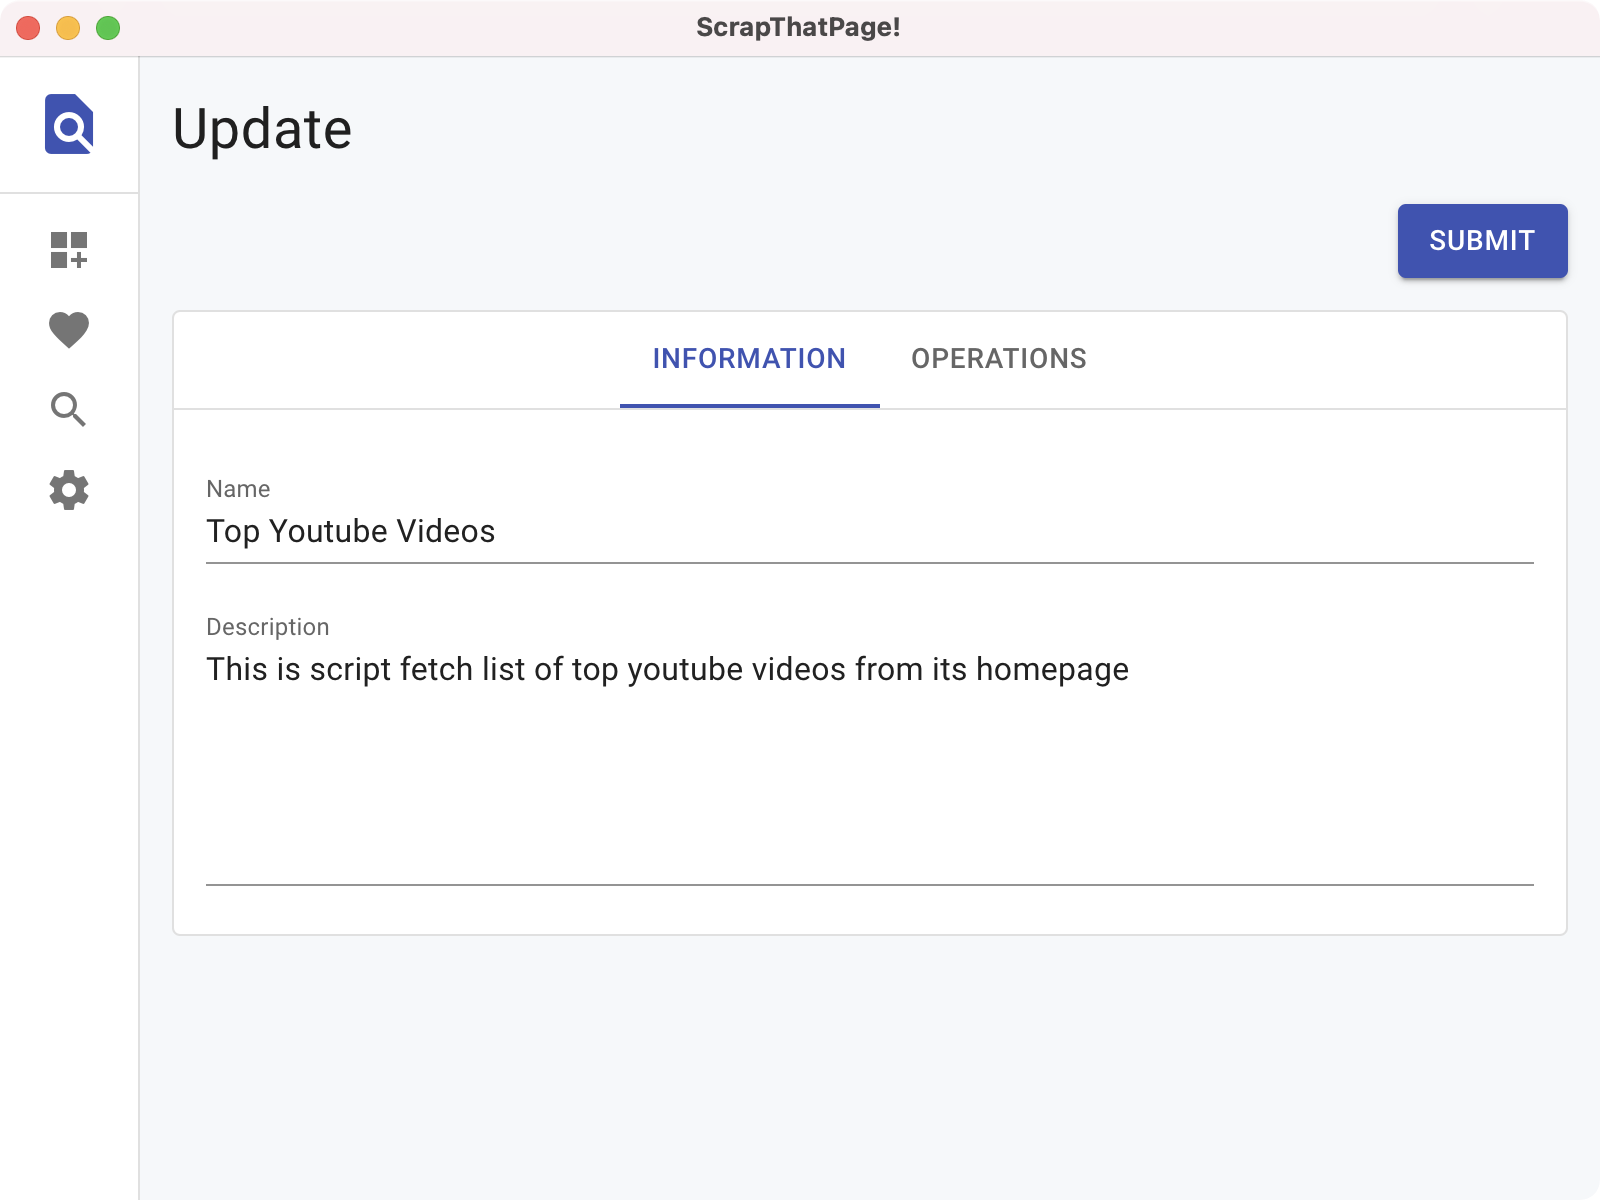 ScrapThatPage!
Update
SUBMIT
INFORMATION OPERATIONS
Name
Top Youtube Videos
Description
This is script fetch list of top youtube videos from its homepage